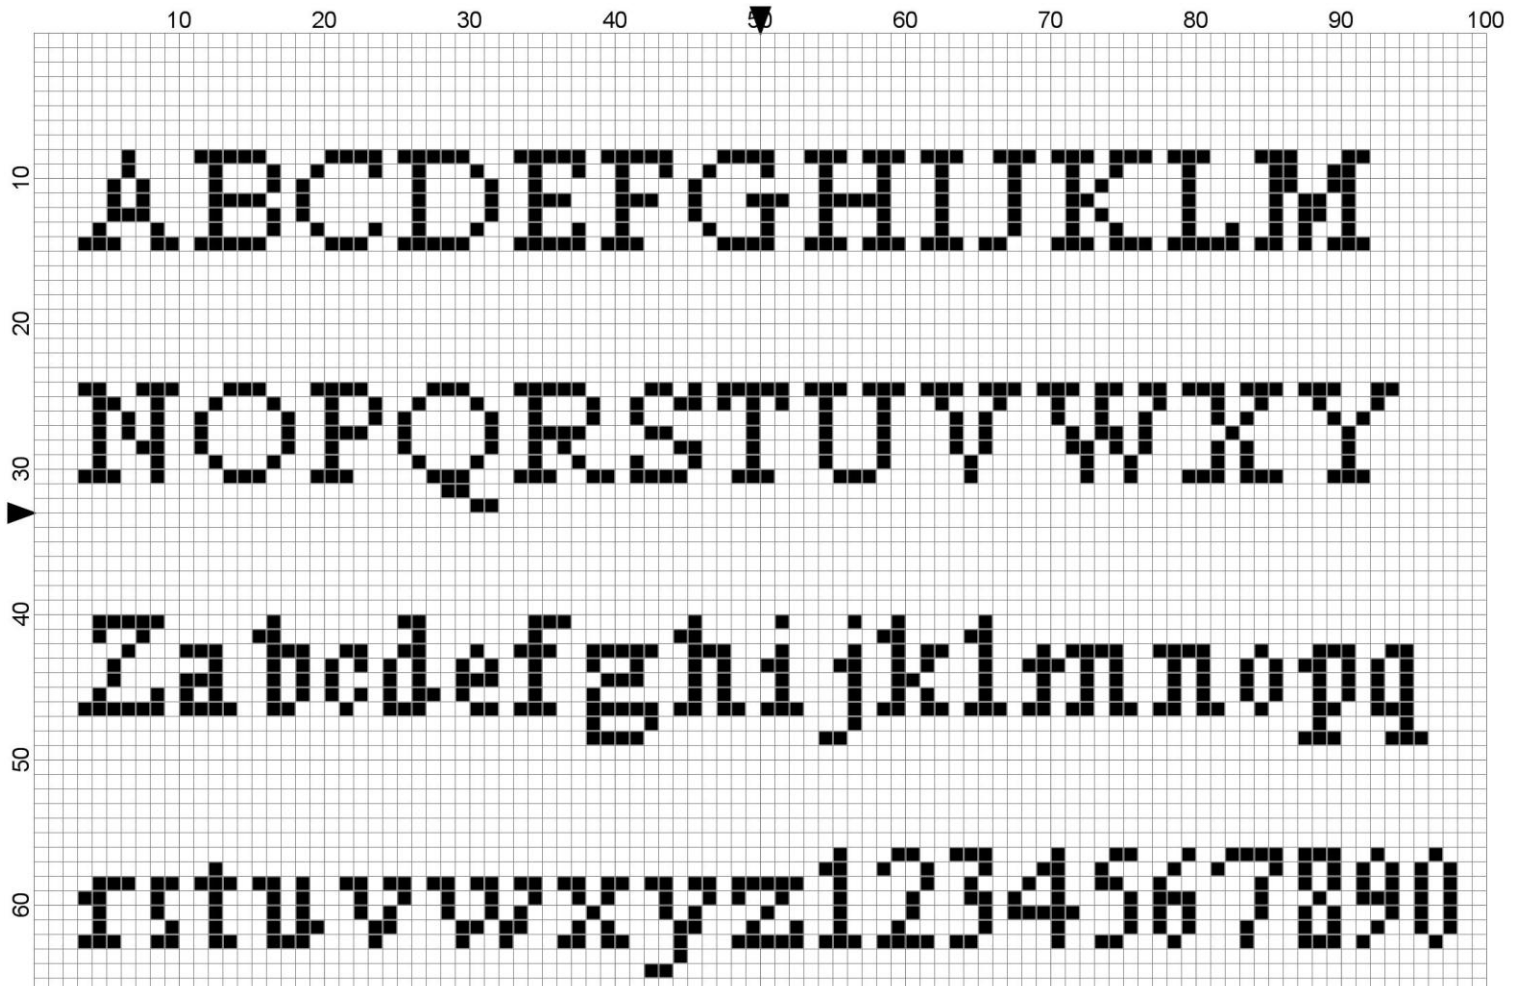 10 20 30 40 50 60 70 80 90 100
10
ABCDEFGHIJKLM
20
NOPQRSTUVWXY
30
40
Zabcdefghijklmnopq
50
rstuvwxyz1234567890
60